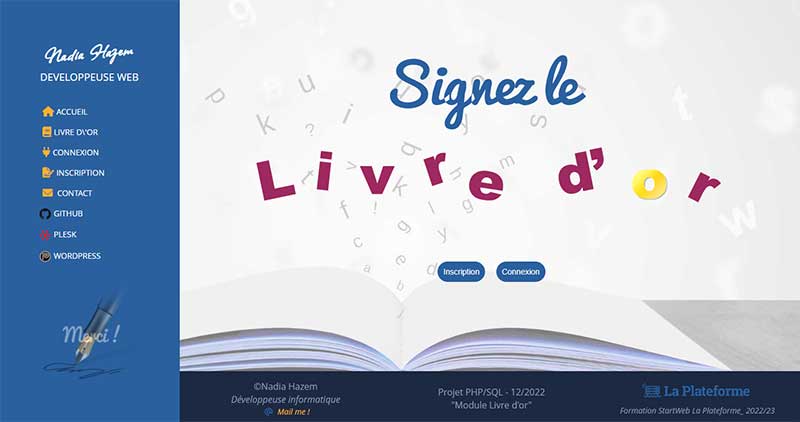 Nadia Hazem
DEVELOPPEUSE WEB
ACCUEIL
LIVRE D\'OR
CONNEXION
INSCRIPTION
CONTACT
GITHUB
PLESK
WORDPRESS
Merci !
Signez le
Livre d'or
Inscription Connexion
©Nadia Hazem
Développeuse informatique
Mail me !
Projet PHP/SQL - 12/2022
"Module Livre d'or"
La Plateforme
Formation StartWeb La Plateforme_ 2022/23